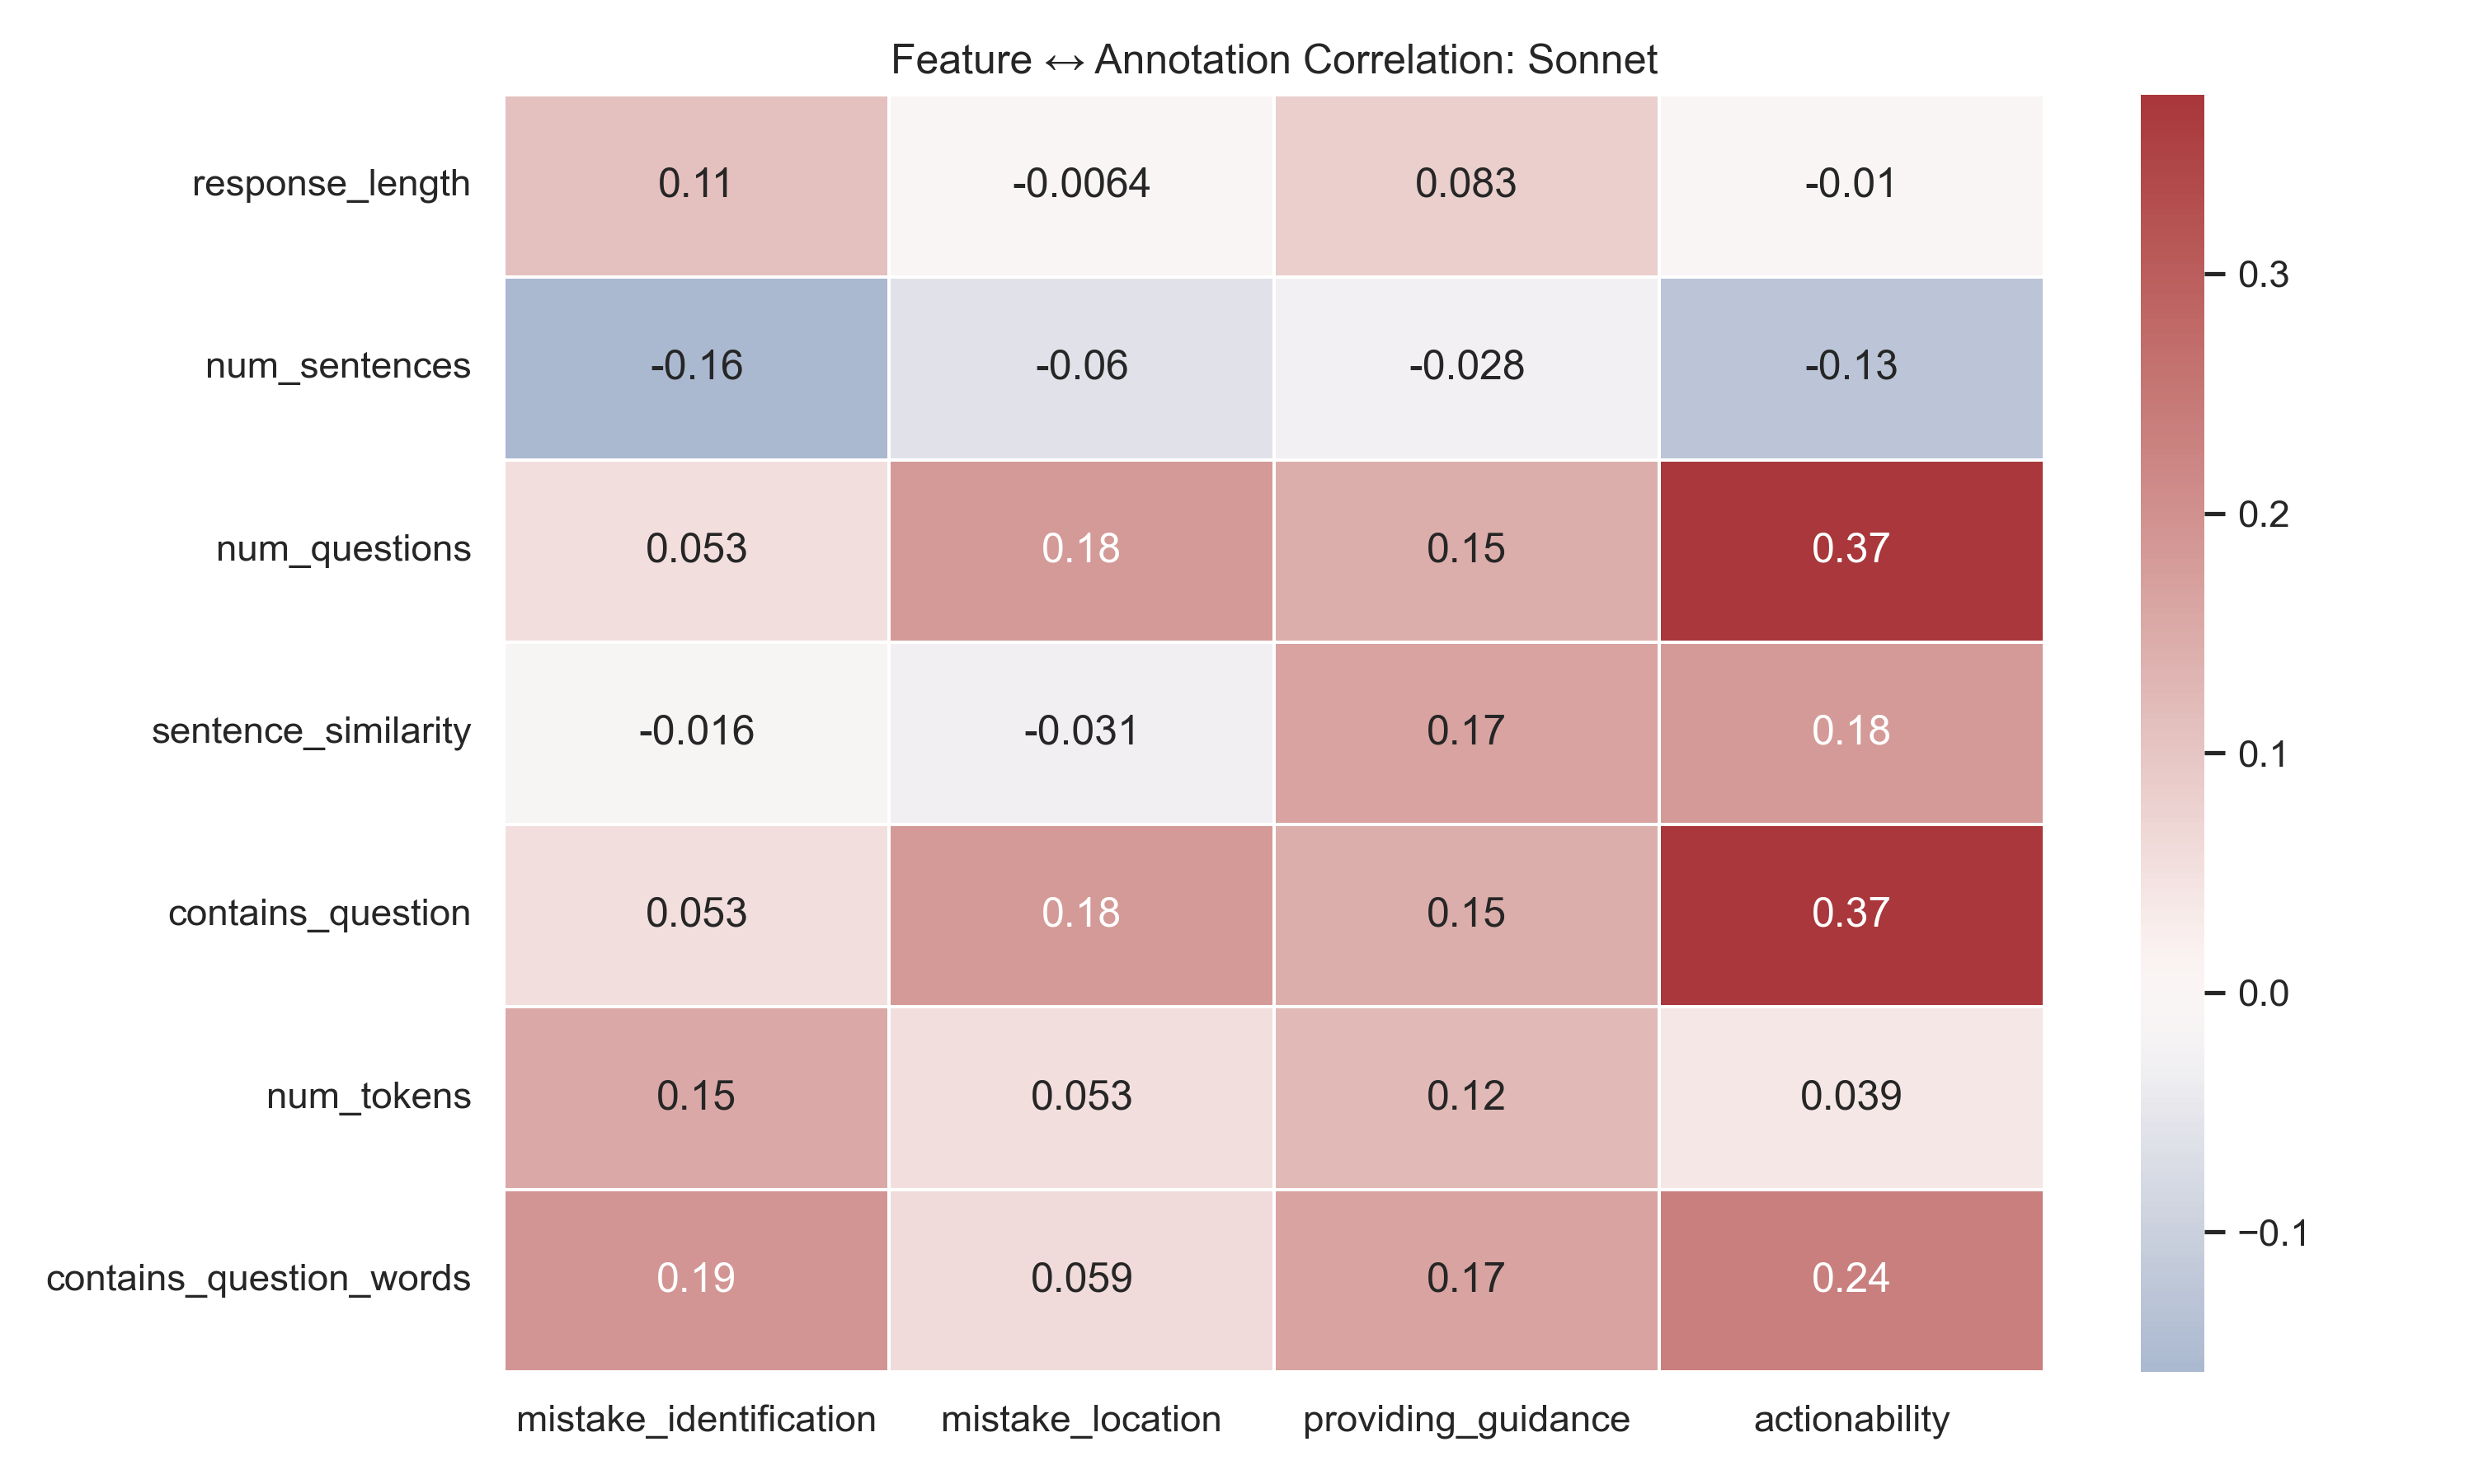 Feature ↔ Annotation Correlation: Sonnet
response_length 0.11 -0.0064 0.083 -0.01
num_sentences -0.16 -0.06 -0.028 -0.13
num_questions 0.053 0.18 0.15 0.37
sentence_similarity -0.016 -0.031 0.17 0.18
contains_question 0.053 0.18 0.15 0.37
num_tokens 0.15 0.053 0.12 0.039
contains_question_words 0.19 0.059 0.17 0.24
mistake_identification mistake_location providing_guidance actionability
0.3
0.2
0.1
0.0
−0.1